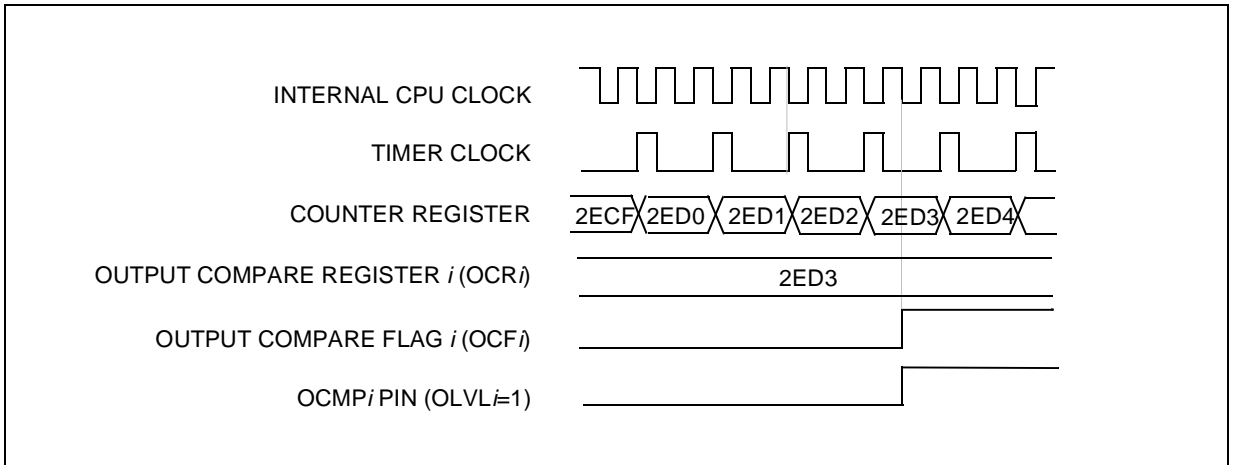 INTERNAL CPU CLOCK
TIMER CLOCK
COUNTER REGISTER 2ECF 2ED0 2ED1 2ED2 2ED3 2ED4
OUTPUT COMPARE REGISTER i (OCRi) 2ED3
OUTPUT COMPARE FLAG i (OCFi)
OCMPi PIN (OLVLi=1)